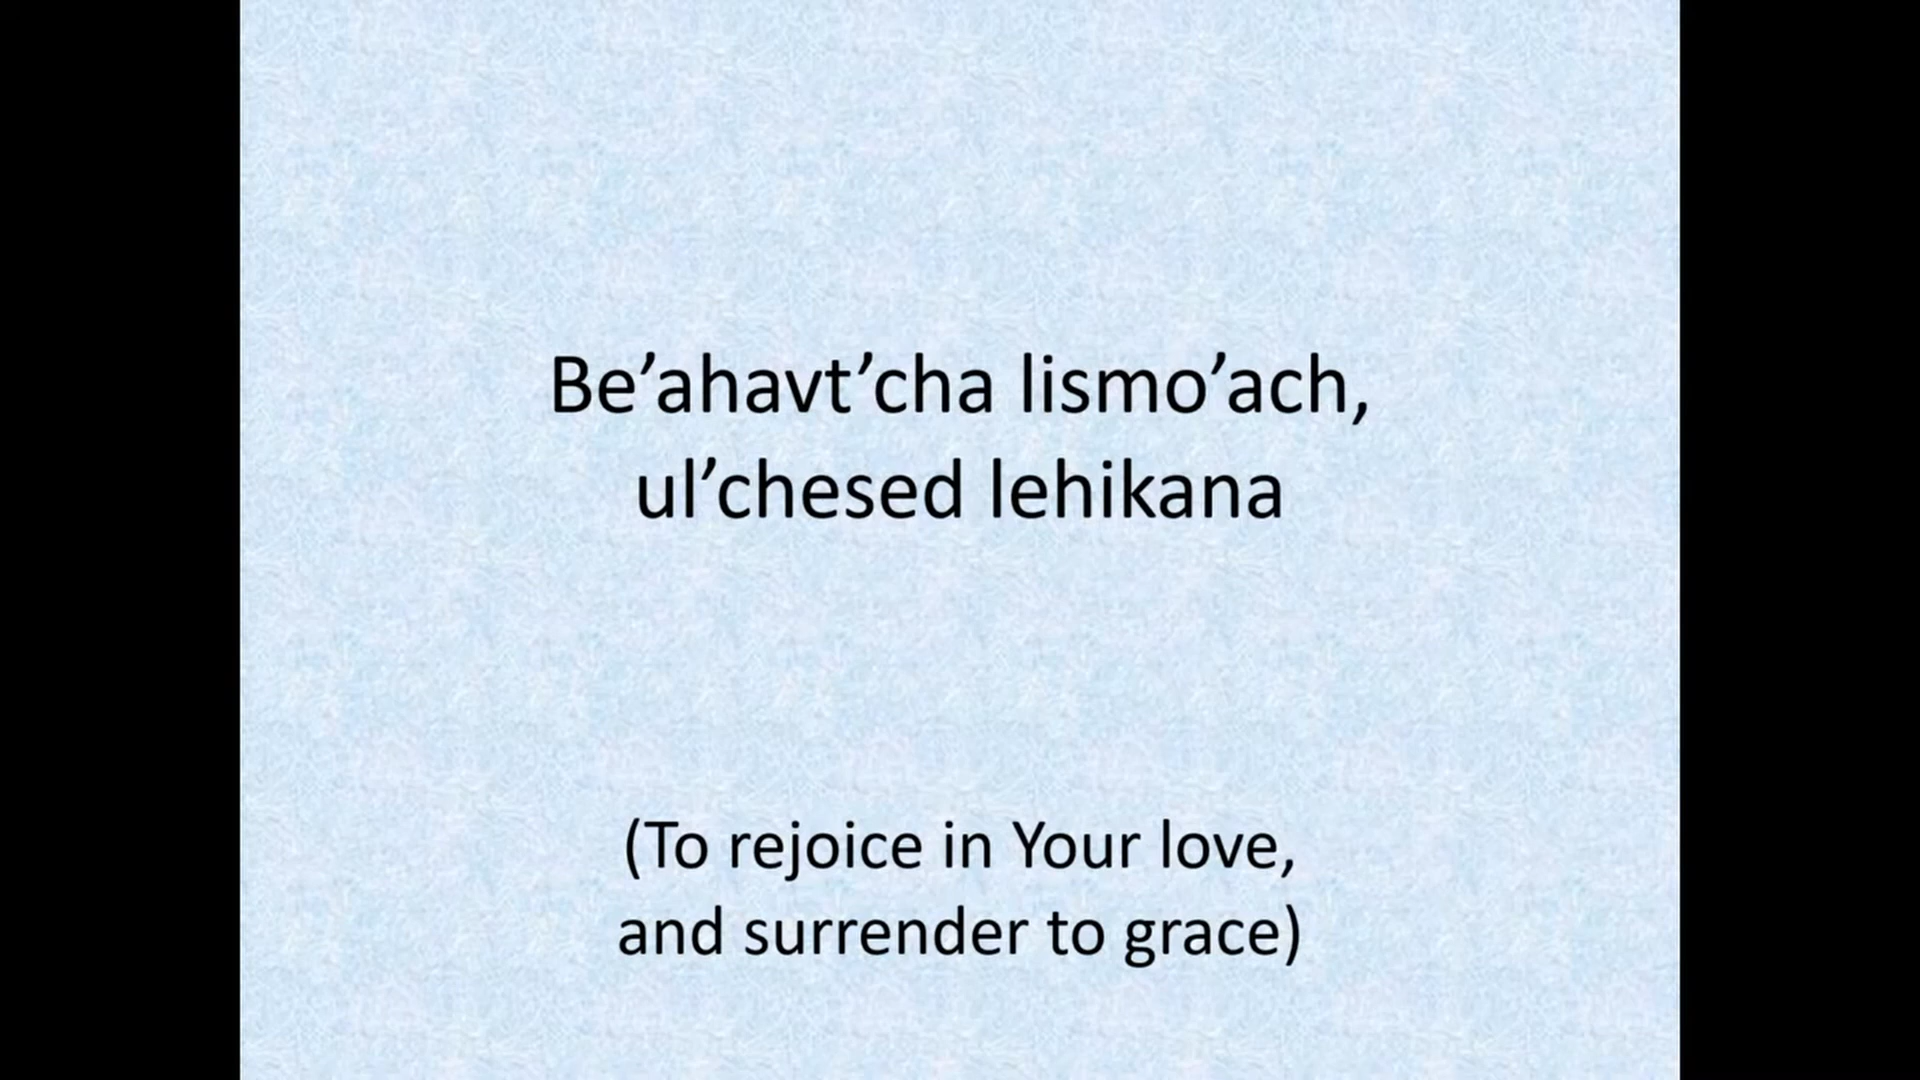 Be’ahavt’cha lismo’ach,
ul’chesed lehikana
(To rejoice in Your love,
and surrender to grace)